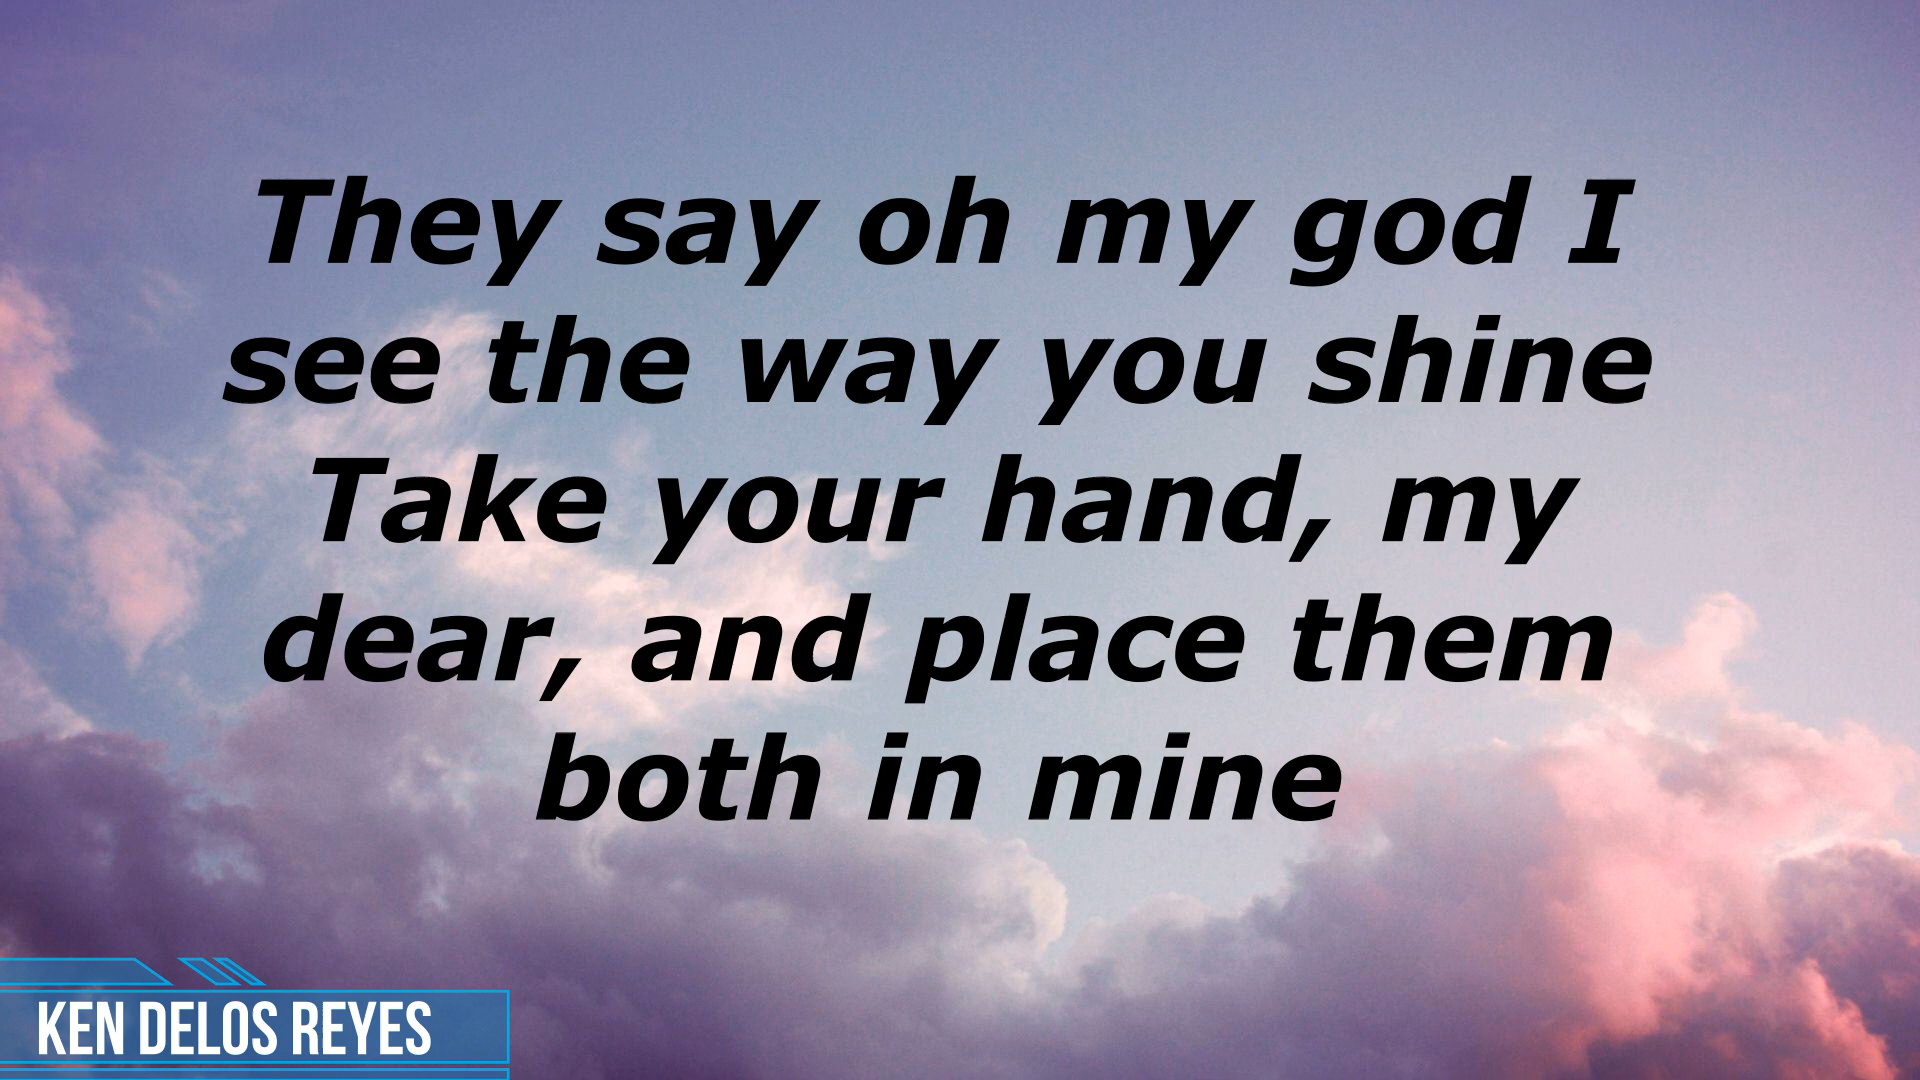 They say oh my god I
see the way you shine
Take your hand, my
dear, and place them
both in mine
KEN DELOS REYES